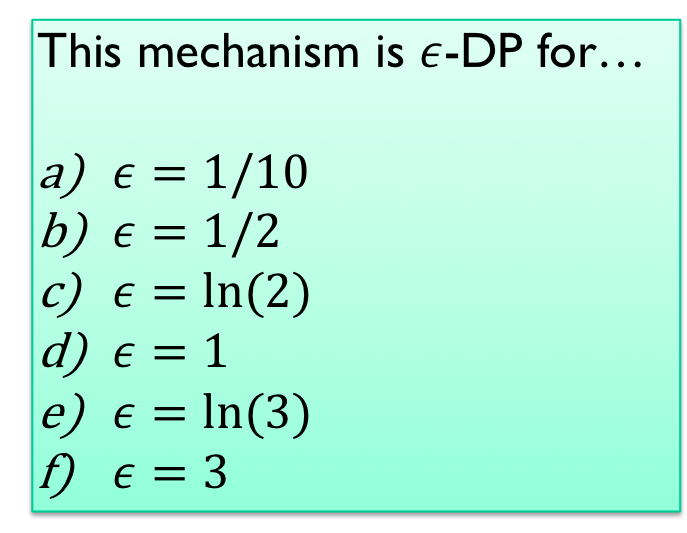 This mechanism is ϵ-DP for…
a) ϵ = 1/10
b) ϵ = 1/2
c) ϵ = ln(2)
d) ϵ = 1
e) ϵ = ln(3)
f) ϵ = 3